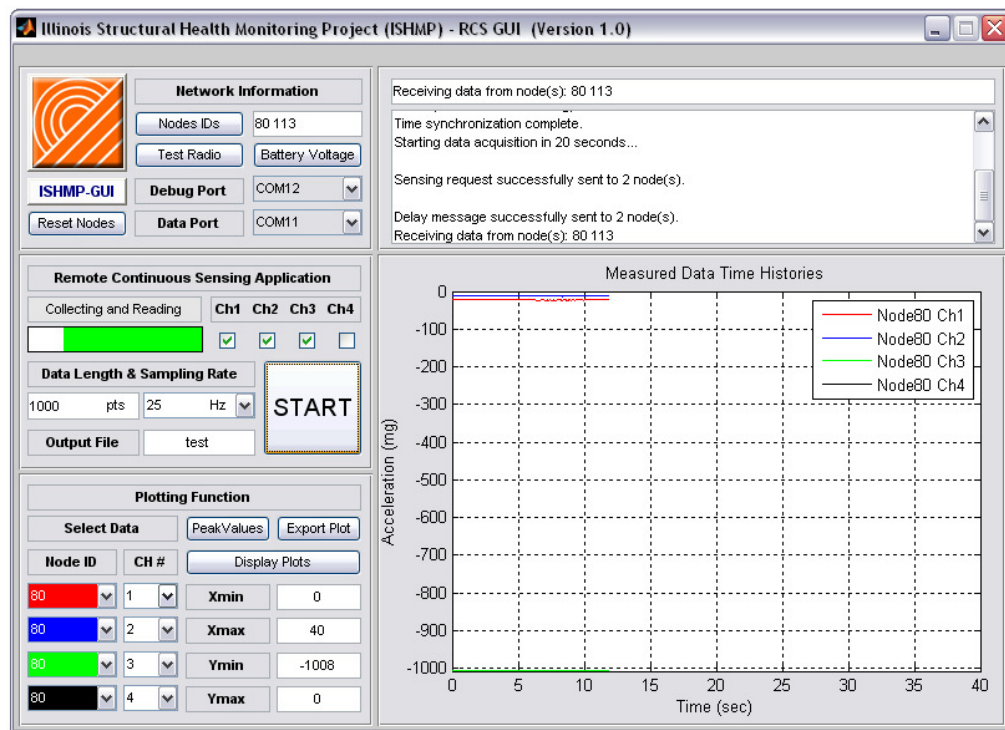 Illinois Structural Health Monitoring Project (ISHMP) - RCS GUI (Version 1.0)
Network Information
Nodes IDs 80 113
Test Radio Battery Voltage
ISHMP-GUI Debug Port COM12
Reset Nodes Data Port COM11
Receiving data from node(s): 80 113
Time synchronization complete.
Starting data acquisition in 20 seconds...
Sensing request successfully sent to 2 node(s).
Delay message successfully sent to 2 node(s).
Receiving data from node(s): 80 113
Remote Continuous Sensing Application
Collecting and Reading Ch1 Ch2 Ch3 Ch4
Data Length & Sampling Rate
1000 pts 25 Hz
START
Output File test
Plotting Function
Select Data PeakValues Export Plot
Node ID CH # Display Plots
80 1 Xmin 0
80 2 Xmax 40
80 3 Ymin -1008
80 4 Ymax 0
Measured Data Time Histories
Node80 Ch1
Node80 Ch2
Node80 Ch3
Node80 Ch4
Acceleration (mg)
0
-100
-200
-300
-400
-500
-600
-700
-800
-900
-1000
0 5 10 15 20 25 30 35 40
Time (sec)